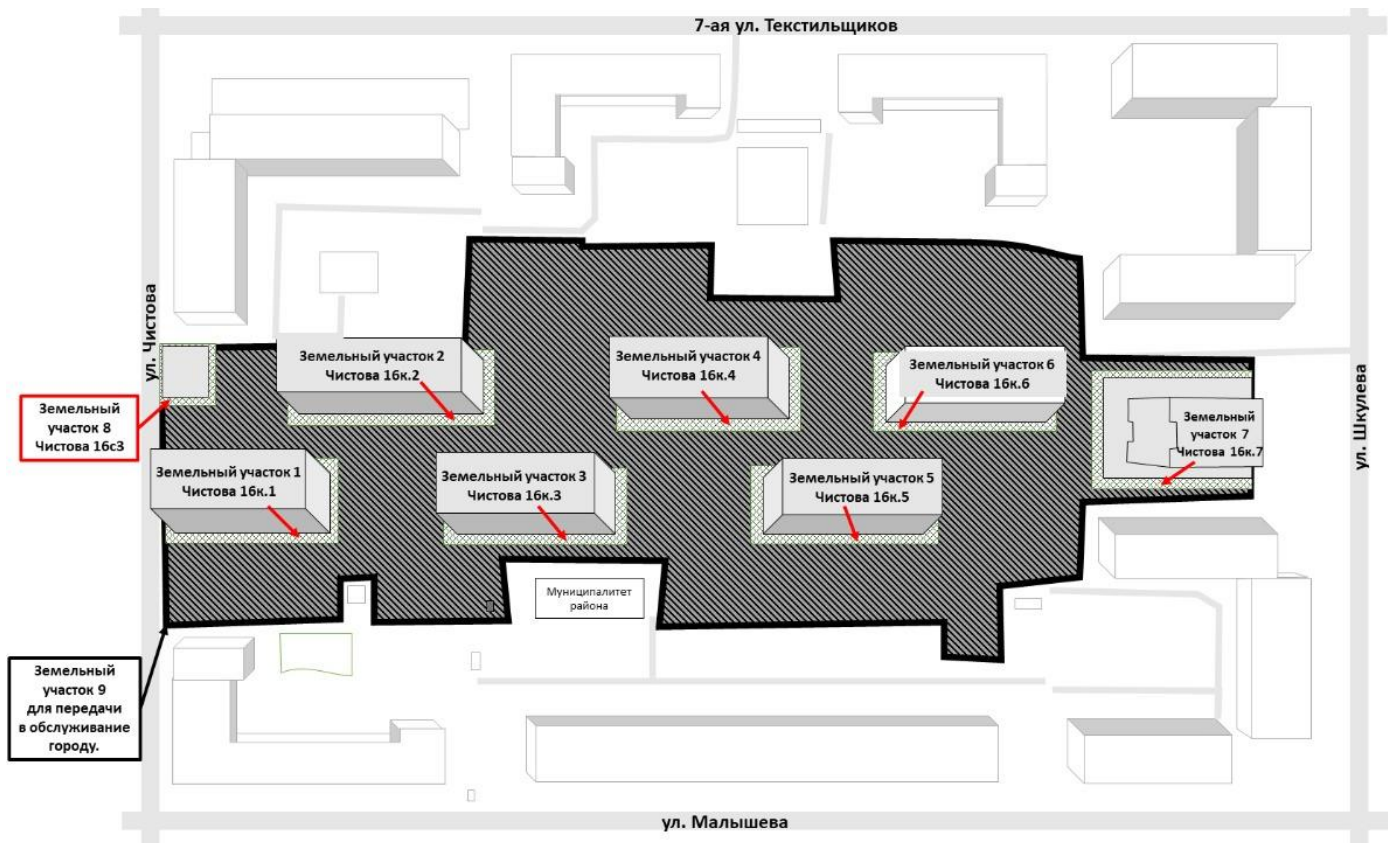 7-ая ул. Текстильщиков
ул. Чистова
Земельный участок 2
Чистова 16к.2
Земельный участок 4
Чистова 16к.4
Земельный участок 6
Чистова 16к.6
Земельный
участок 8
Чистова 16с3
Земельный
участок 7
Чистова 16к.7
ул. Шкулева
Земельный участок 1
Чистова 16к.1
Земельный участок 3
Чистова 16к.3
Земельный участок 5
Чистова 16к.5
Муниципалитет
района
Земельный
участок 9
для передачи
в обслуживание
городу.
ул. Малышева